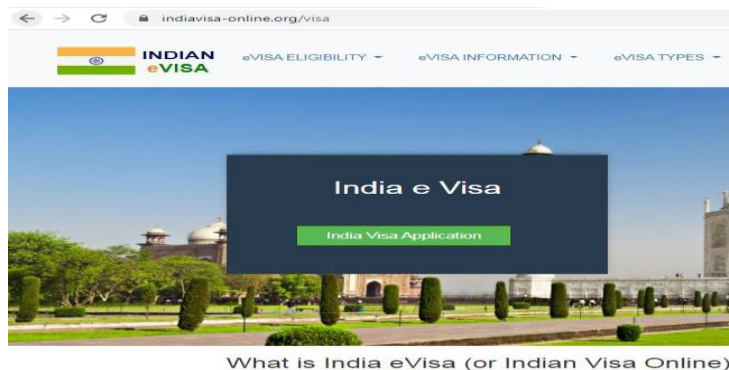 indiavisa-online.org/visa
INDIAN eVISA ELIGIBILITY eVISA INFORMATION eVISA TYPES
eVISA
India e Visa
India Visa Application
What is India eVisa (or Indian Visa Online)